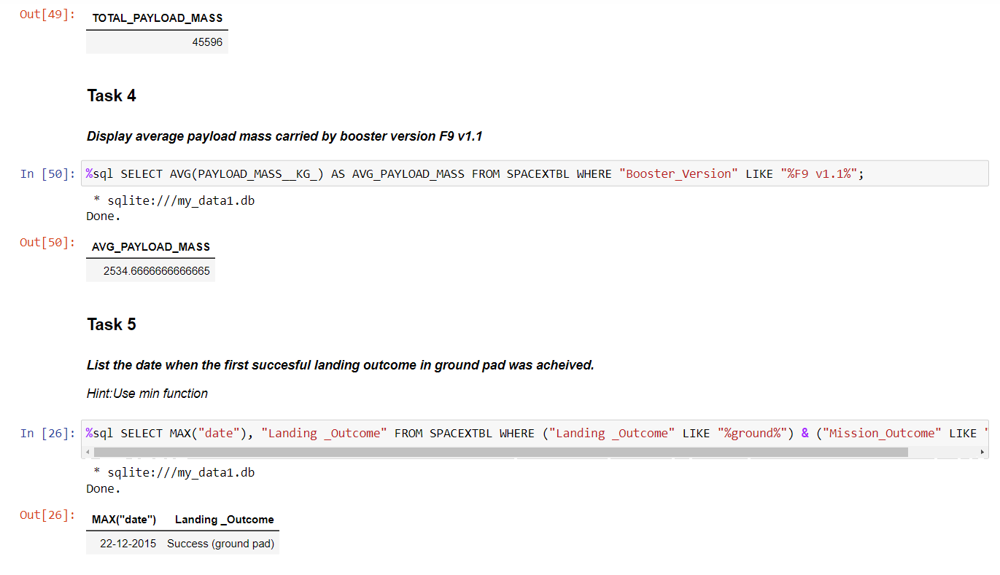 Out[49]:
TOTAL_PAYLOAD_MASS
45596
Task 4
Display average payload mass carried by booster version F9 v1.1
In [50]: %sql SELECT AVG(PAYLOAD_MASS__KG_) AS AVG_PAYLOAD_MASS FROM SPACEXTBL WHERE "Booster_Version" LIKE "%F9 v1.1%";
* sqlite:///my_data1.db
Done.
Out[50]:
AVG_PAYLOAD_MASS
2534.6666666666665
Task 5
List the date when the first succesful landing outcome in ground pad was acheived.
Hint:Use min function
In [26]: %sql SELECT MAX("date"), "Landing _Outcome" FROM SPACEXTBL WHERE ("Landing _Outcome" LIKE "%ground%") & ("Mission_Outcome" LIKE "
* sqlite:///my_data1.db
Done.
Out[26]:
MAX("date") Landing _Outcome
22-12-2015 Success (ground pad)